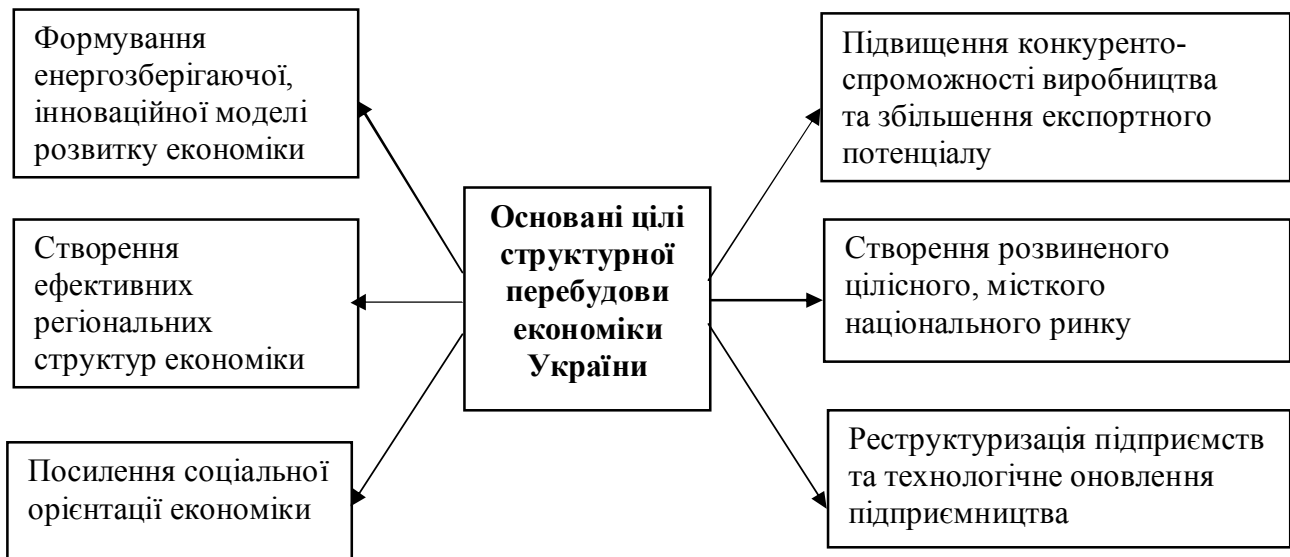 Формування
енергозберігаючої,
інноваційної моделі
розвитку економіки
Створення
ефективних
регіональних
структур економіки
Посилення соціальної
орієнтації економіки
Основані цілі
структурної
перебудови
економіки
України
Підвищення конкуренто-
спроможності виробництва
та збільшення експортного
потенціалу
Створення розвиненого
цілісного, місткого
національного ринку
Реструктуризація підприємств
та технологічне оновлення
підприємництва